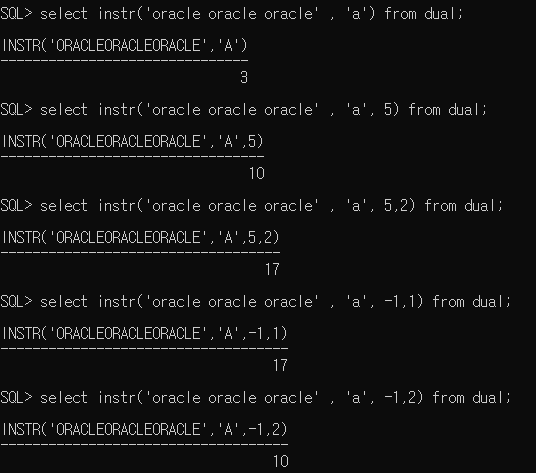 SQL> select instr('oracle oracle oracle' , 'a') from dual;
INSTR('ORACLEORACLEORACLE','A')
-------------------------------
3
SQL> select instr('oracle oracle oracle' , 'a', 5) from dual;
INSTR('ORACLEORACLEORACLE','A',5)
---------------------------------
10
SQL> select instr('oracle oracle oracle' , 'a', 5,2) from dual;
INSTR('ORACLEORACLEORACLE','A',5,2)
-----------------------------------
17
SQL> select instr('oracle oracle oracle' , 'a', -1,1) from dual;
INSTR('ORACLEORACLEORACLE','A',-1,1)
------------------------------------
17
SQL> select instr('oracle oracle oracle' , 'a', -1,2) from dual;
INSTR('ORACLEORACLEORACLE','A',-1,2)
------------------------------------
10